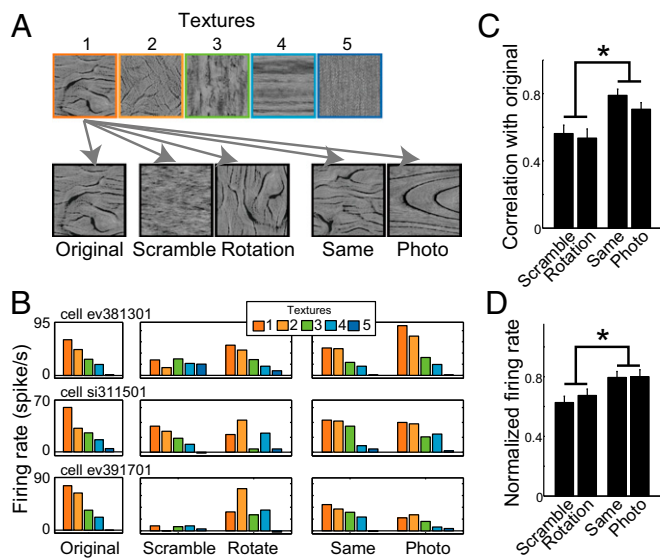 A
Textures
1 2 3 4 5
Original Scramble Rotation Same Photo
B
Textures
1 2 3 4 5
Firing rate (spike/s)
cell ev381301
95
0
cell si311501
70
0
cell ev391701
90
0
Original Scramble Rotate Same Photo
C
Correlation with original
*
0.8
0.4
0
Scramble
Rotation
Same
Photo
D
Normalized firing rate
*
0.8
0.4
0
Scramble
Rotation
Same
Photo